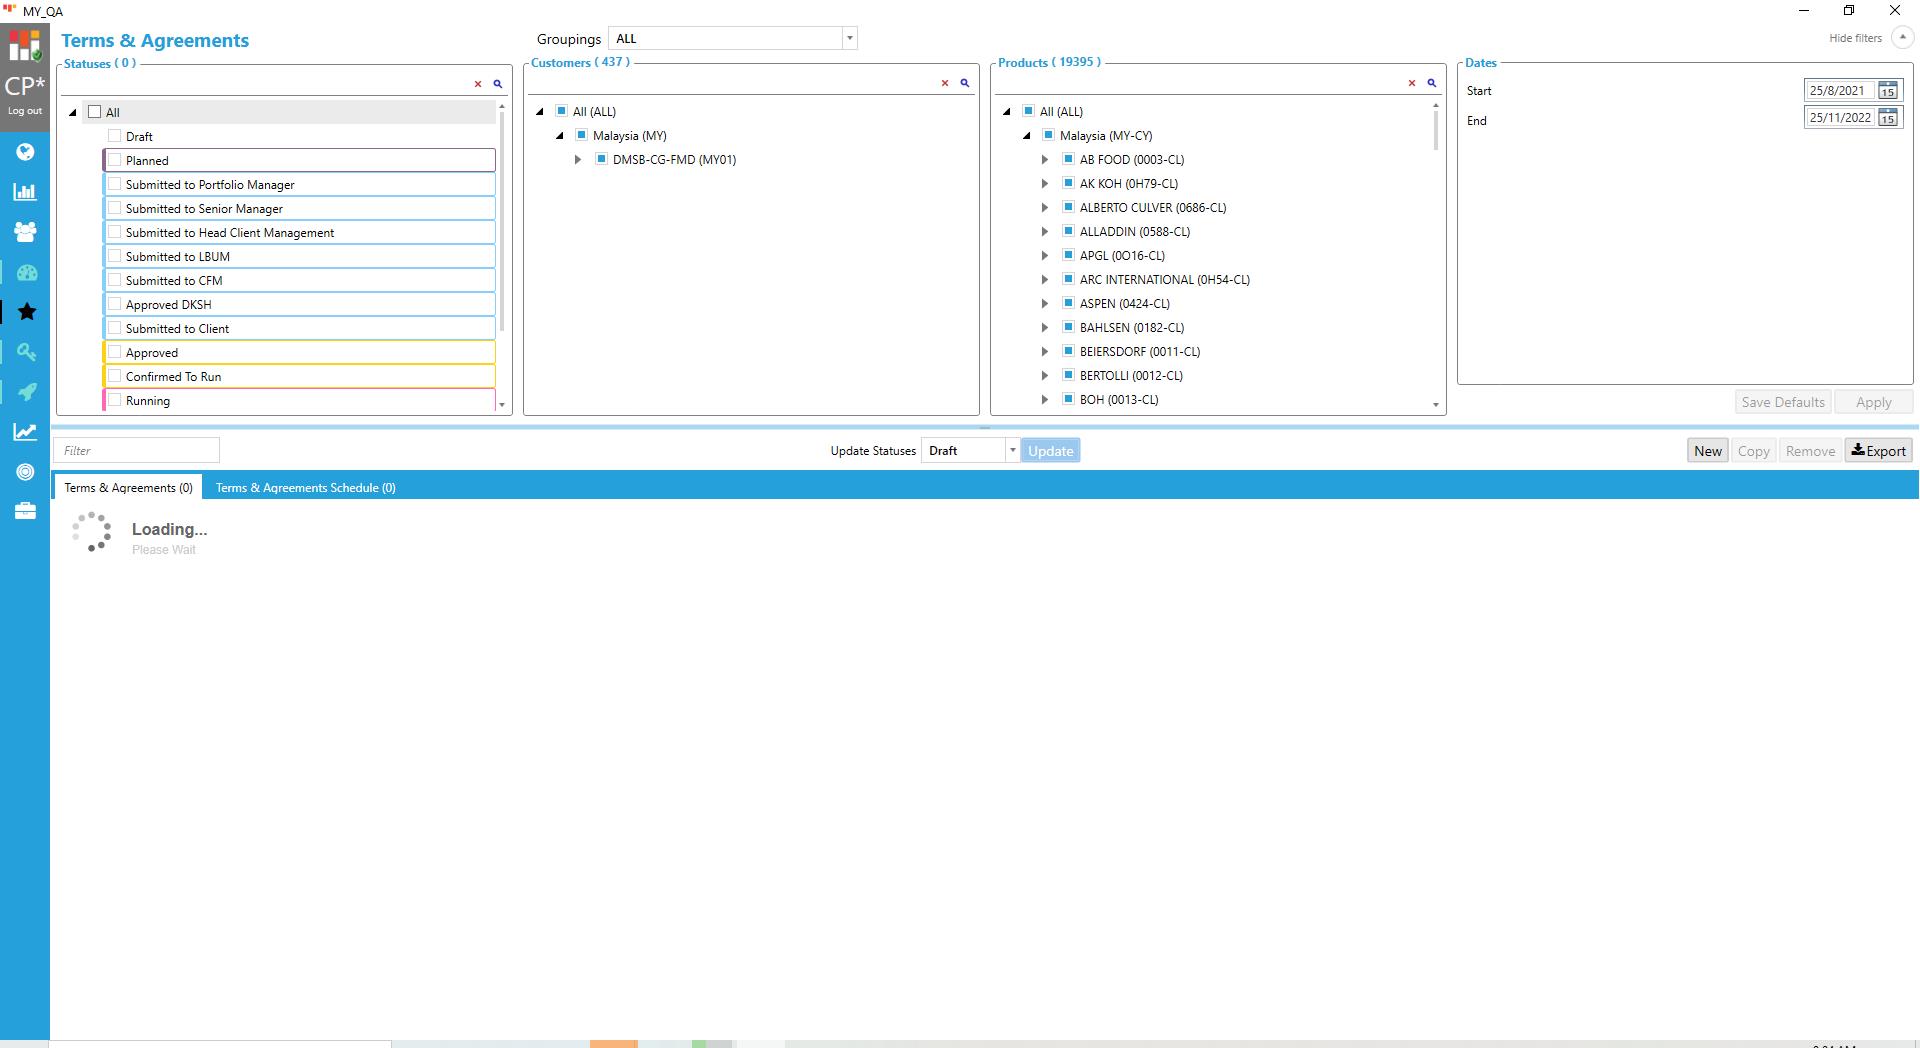 MY_QA
CP*
Log out
Terms & Agreements
Groupings ALL
Hide filters
Statuses ( 0 )
All
Draft
Planned
Submitted to Portfolio Manager
Submitted to Senior Manager
Submitted to Head Client Management
Submitted to LBUM
Submitted to CFM
Approved DKSH
Submitted to Client
Approved
Confirmed To Run
Running
Customers ( 437 )
All (ALL)
Malaysia (MY)
DMSB-CG-FMD (MY01)
Products ( 19395 )
All (ALL)
Malaysia (MY-CY)
AB FOOD (0003-CL)
AK KOH (0H79-CL)
ALBERTO CULVER (0686-CL)
ALLADDIN (0588-CL)
APGL (0O16-CL)
ARC INTERNATIONAL (0H54-CL)
ASPEN (0424-CL)
BAHLSEN (0182-CL)
BEIERSDORF (0011-CL)
BERTOLLI (0012-CL)
BOH (0013-CL)
Dates
Start 25/8/2021 15
End 25/11/2022 15
Save Defaults Apply
Filter
Update Statuses Draft Update
New Copy Remove Export
Terms & Agreements (0) Terms & Agreements Schedule (0)
Loading...
Please Wait